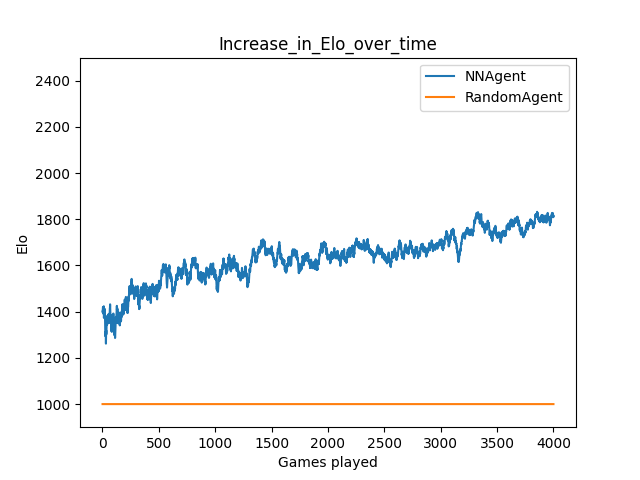 Increase_in_Elo_over_time
NNAgent
RandomAgent
2400
2200
2000
1800
1600
1400
1200
1000
Elo
0 500 1000 1500 2000 2500 3000 3500 4000
Games played